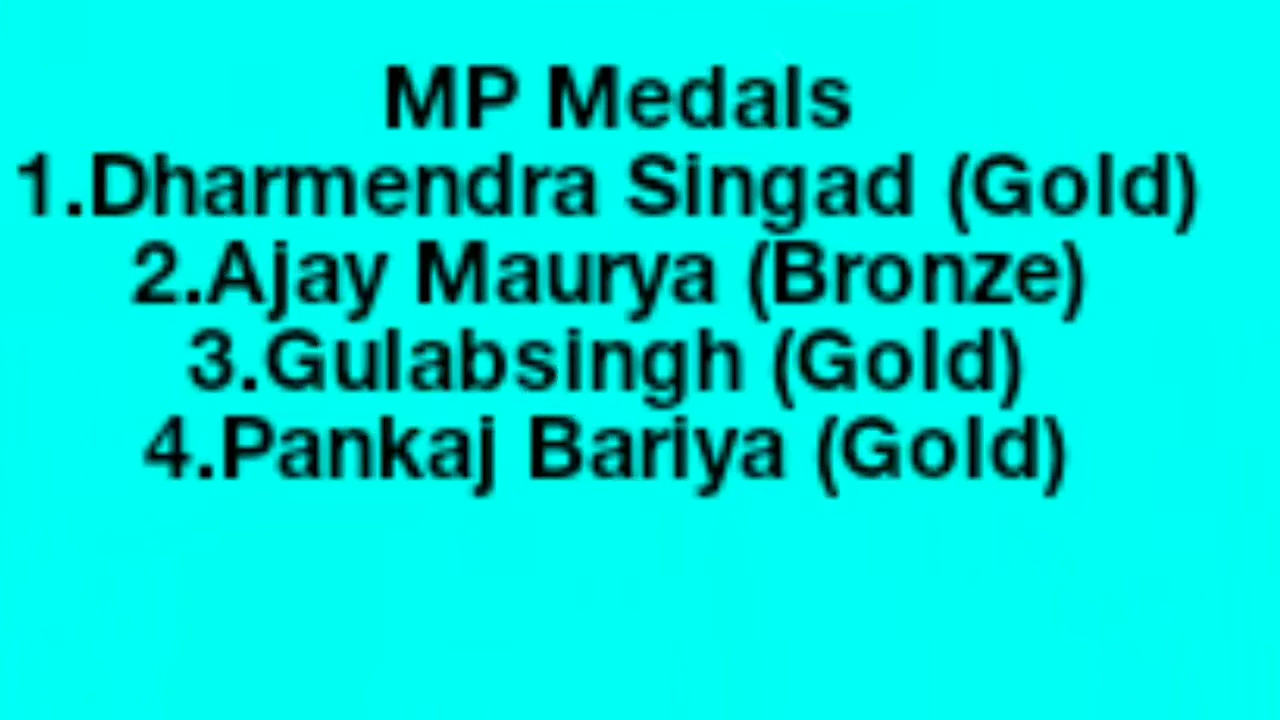 MP Medals
1.Dharmendra Singad (Gold)
2.Ajay Maurya (Bronze)
3.Gulabsingh (Gold)
4.Pankaj Bariya (Gold)